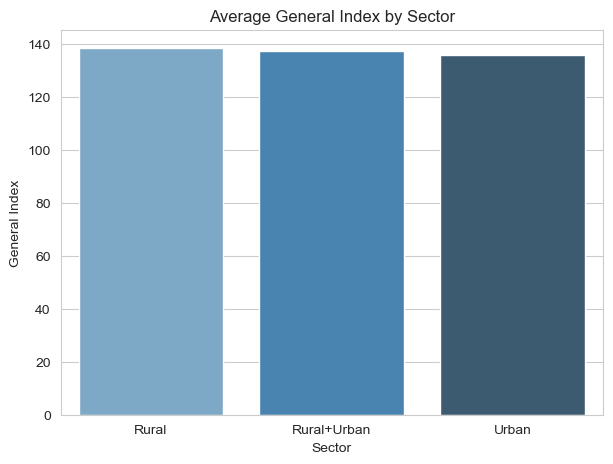 Average General Index by Sector
140
120
100
80
60
40
20
0
General Index
Rural
Rural+Urban
Urban
Sector